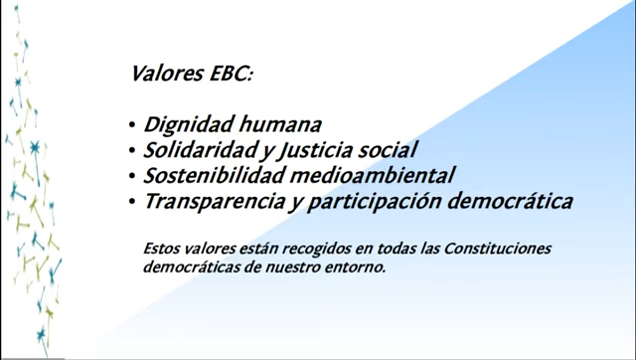 Valores EBC:
• Dignidad humana
• Solidaridad y Justicia social
• Sostenibilidad medioambiental
• Transparencia y participación democrática
Estos valores están recogidos en todas las Constituciones
democráticas de nuestro entorno.